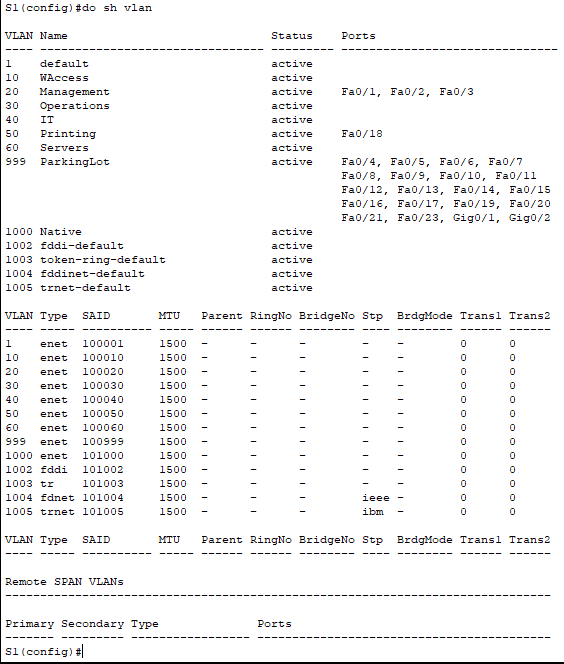 S1(config)#do sh vlan
VLAN Name                             Status    Ports
---- -------------------------------- --------- -------------------------------
1    default                          active
10   WAccess                          active
20   Management                       active    Fa0/1, Fa0/2, Fa0/3
30   Operations                       active
40   IT                               active
50   Printing                         active    Fa0/18
60   Servers                          active
999  ParkingLot                       active    Fa0/4, Fa0/5, Fa0/6, Fa0/7
                                                Fa0/8, Fa0/9, Fa0/10, Fa0/11
                                                Fa0/12, Fa0/13, Fa0/14, Fa0/15
                                                Fa0/16, Fa0/17, Fa0/19, Fa0/20
                                                Fa0/21, Fa0/23, Gig0/1, Gig0/2
1000 Native                           active
1002 fddi-default                     active
1003 token-ring-default               active
1004 fddinet-default                  active
1005 trnet-default                    active
VLAN Type  SAID       MTU   Parent RingNo BridgeNo Stp  BrdgMode Trans1 Trans2
---- ----- ---------- ----- ------ ------ -------- ---- -------- ------ ------
1    enet  100001     1500  -      -      -        -    -        0      0
10   enet  100010     1500  -      -      -        -    -        0      0
20   enet  100020     1500  -      -      -        -    -        0      0
30   enet  100030     1500  -      -      -        -    -        0      0
40   enet  100040     1500  -      -      -        -    -        0      0
50   enet  100050     1500  -      -      -        -    -        0      0
60   enet  100060     1500  -      -      -        -    -        0      0
999  enet  100999     1500  -      -      -        -    -        0      0
1000 enet  101000     1500  -      -      -        -    -        0      0
1002 fddi  101002     1500  -      -      -        -    -        0      0
1003 tr    101003     1500  -      -      -        -    -        0      0
1004 fdnet 101004     1500  -      -      -        ieee -        0      0
1005 trnet 101005     1500  -      -      -        ibm  -        0      0
VLAN Type  SAID       MTU   Parent RingNo BridgeNo Stp  BrdgMode Trans1 Trans2
---- ----- ---------- ----- ------ ------ -------- ---- -------- ------ ------
Remote SPAN VLANs
------------------------------------------------------------------------------
Primary Secondary Type              Ports
------- --------- ----------------- ------------------------------------------
S1(config)#